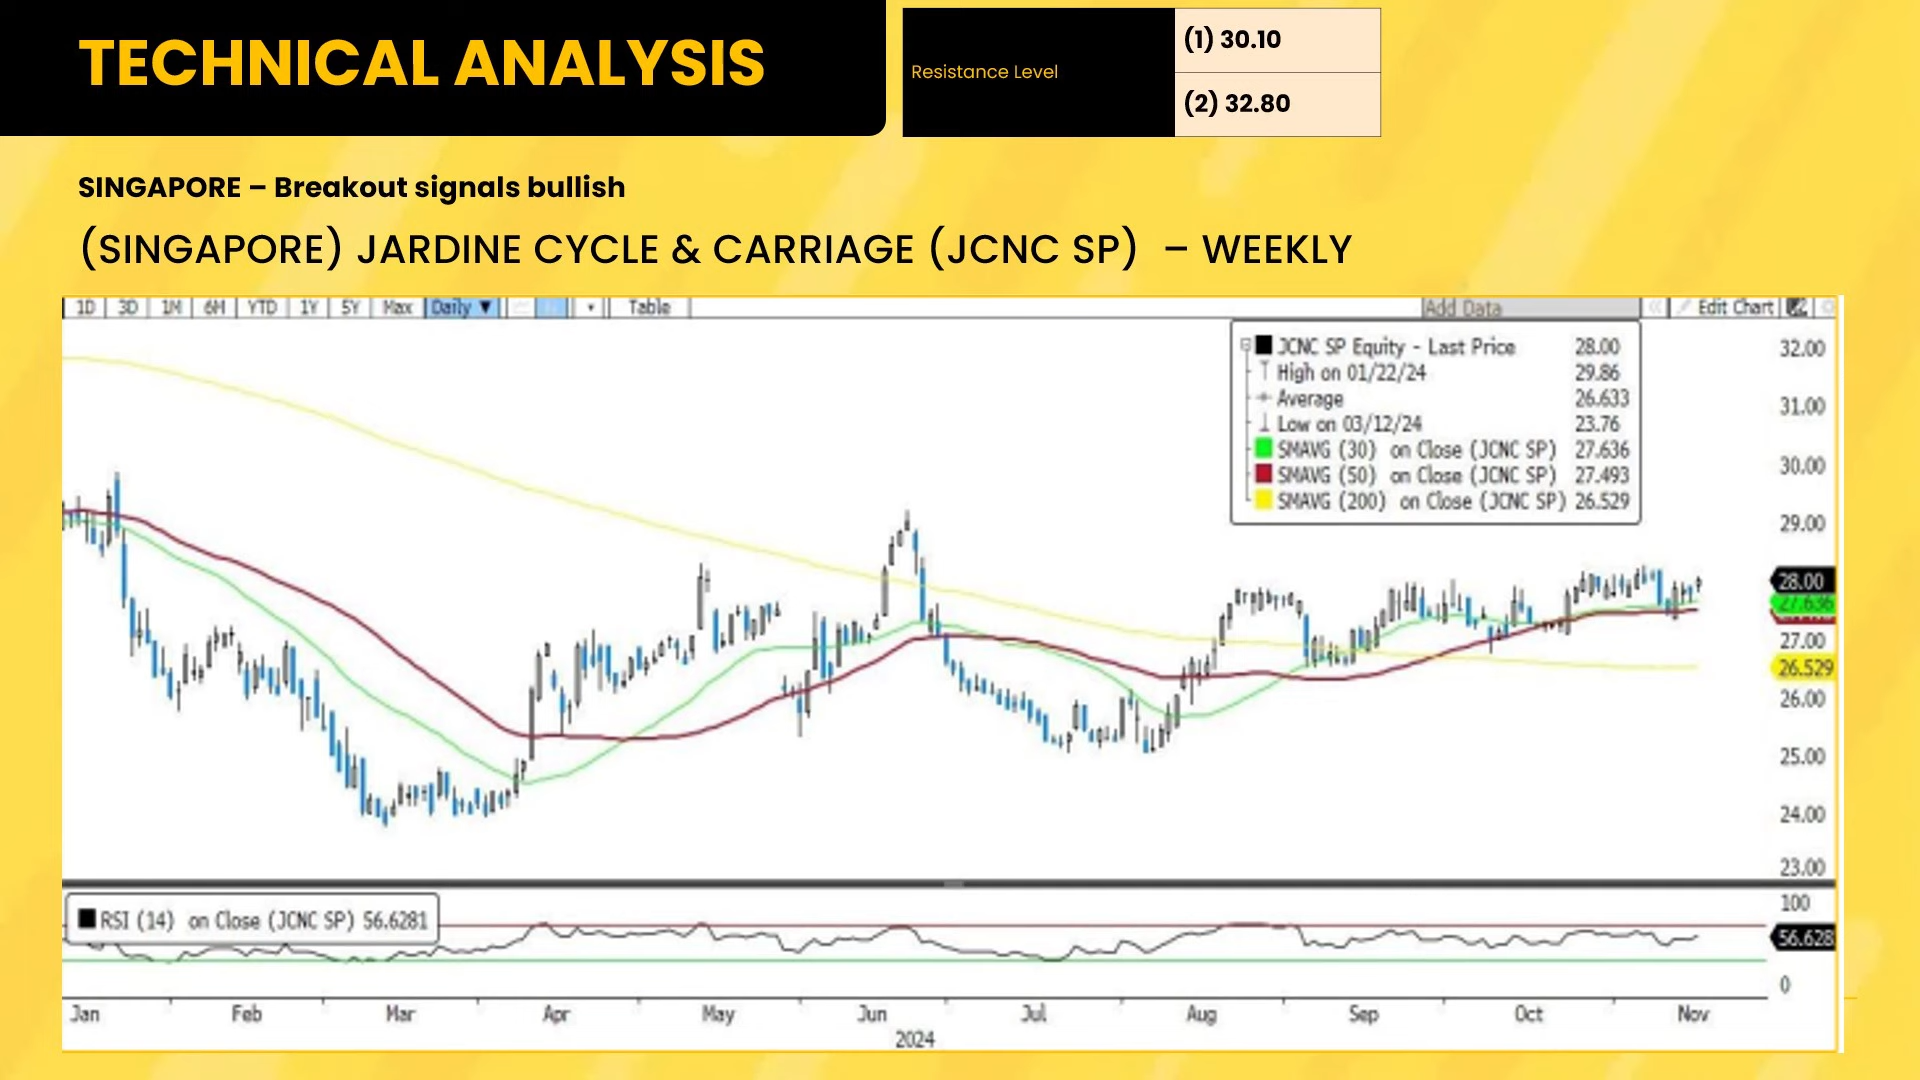 TECHNICAL ANALYSIS
Resistance Level
(1) 30.10
(2) 32.80
SINGAPORE – Breakout signals bullish
(SINGAPORE) JARDINE CYCLE & CARRIAGE (JCNC SP) – WEEKLY
1D 3D 1M 6M YTD 1Y 5Y Max Daily ▼ Table Add Data Edit Chart
JCNC SP Equity - Last Price 28.00
High on 01/22/24 29.86
Average 26.633
Low on 03/12/24 23.76
SMAVG (30) on Close (JCNC SP) 27.636
SMAVG (50) on Close (JCNC SP) 27.493
SMAVG (200) on Close (JCNC SP) 26.529
32.00
31.00
30.00
29.00
28.00
27.636
27.00
26.529
26.00
25.00
24.00
23.00
RSI (14) on Close (JCNC SP) 56.6281
100
56.628
0
Jan Feb Mar Apr May Jun Jul Aug Sep Oct Nov
2024